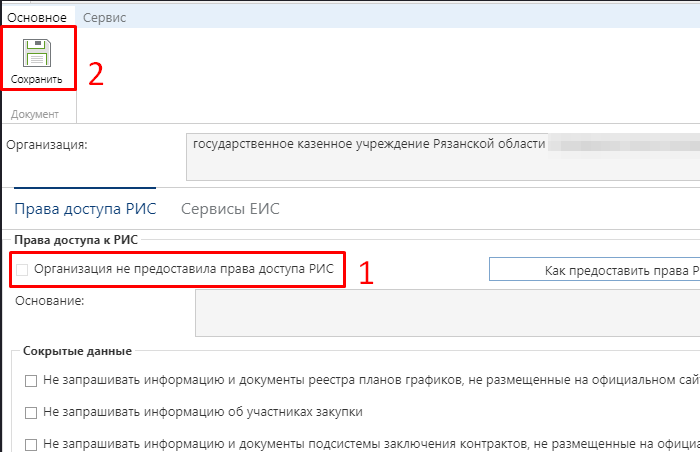 Основное Сервис
Сохранить
2
Документ
Организация: государственное казенное учреждение Рязанской области
Права доступа РИС Сервисы ЕИС
Права доступа к РИС
Организация не предоставила права доступа РИС 1 Как предоставить права Р
Основание:
Сокрытые данные
Не запрашивать информацию и документы реестра планов графиков, не размещенные на официальном сай
Не запрашивать информацию об участниках закупки
Не запрашивать информацию и документы подсистемы заключения контрактов, не размещенные на официа